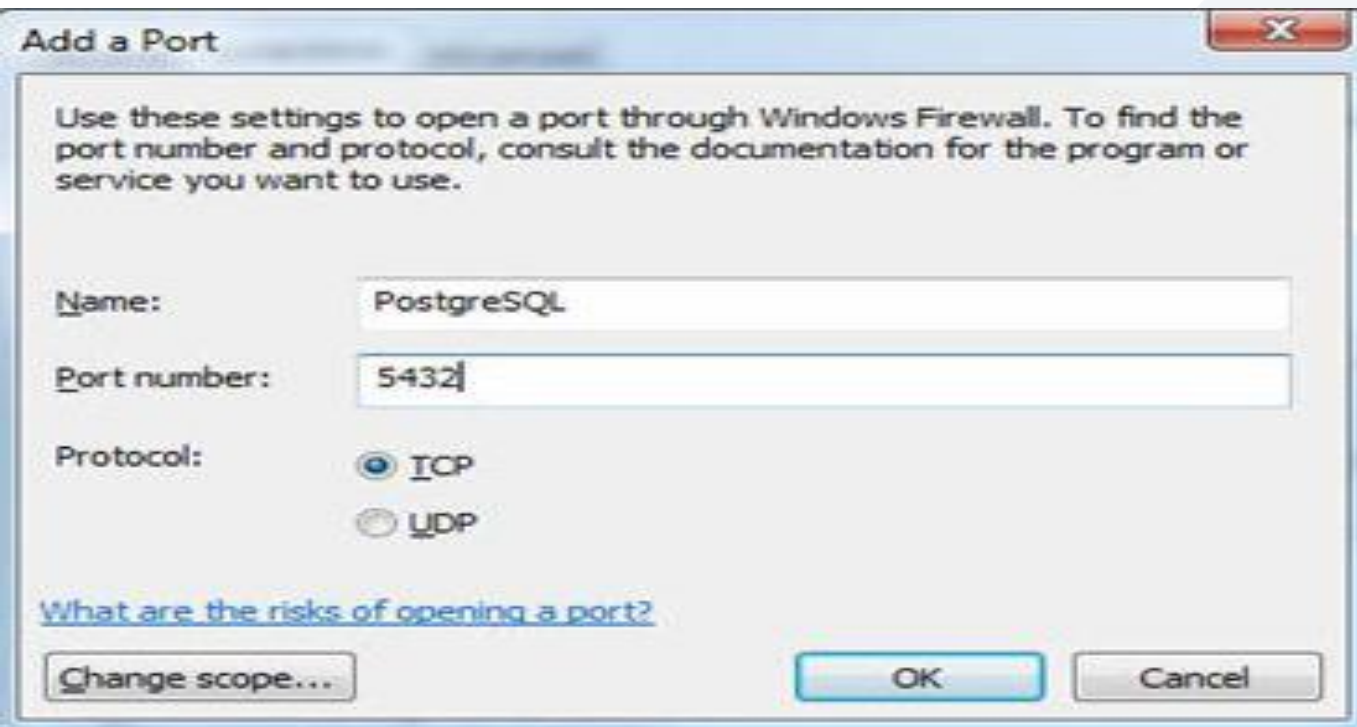 Add a Port
Use these settings to open a port through Windows Firewall. To find the
port number and protocol, consult the documentation for the program or
service you want to use.
Name: PostgreSQL
Port number: 5432
Protocol: TCP
UDP
What are the risks of opening a port?
Change scope... OK Cancel